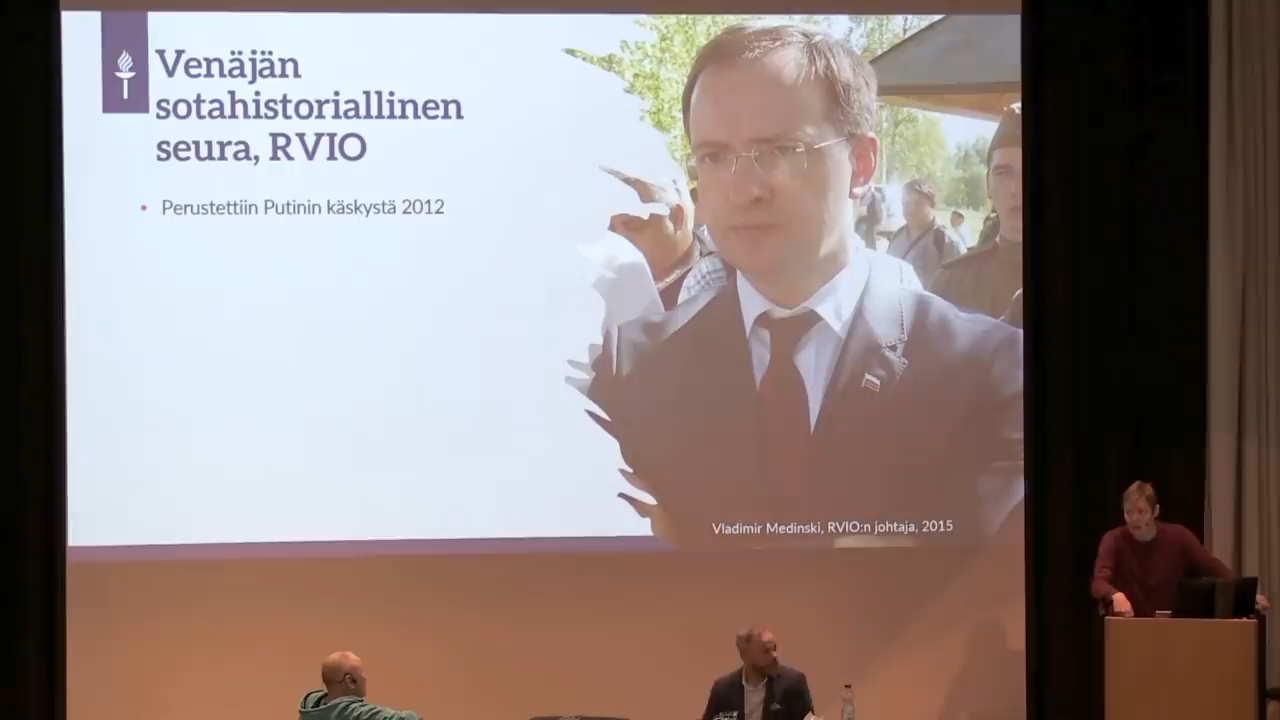 Venäjän
sotahistoriallinen
seura, RVIO
• Perustettiin Putinin käskystä 2012
Vladimir Medinski, RVIO:n johtaja, 2015